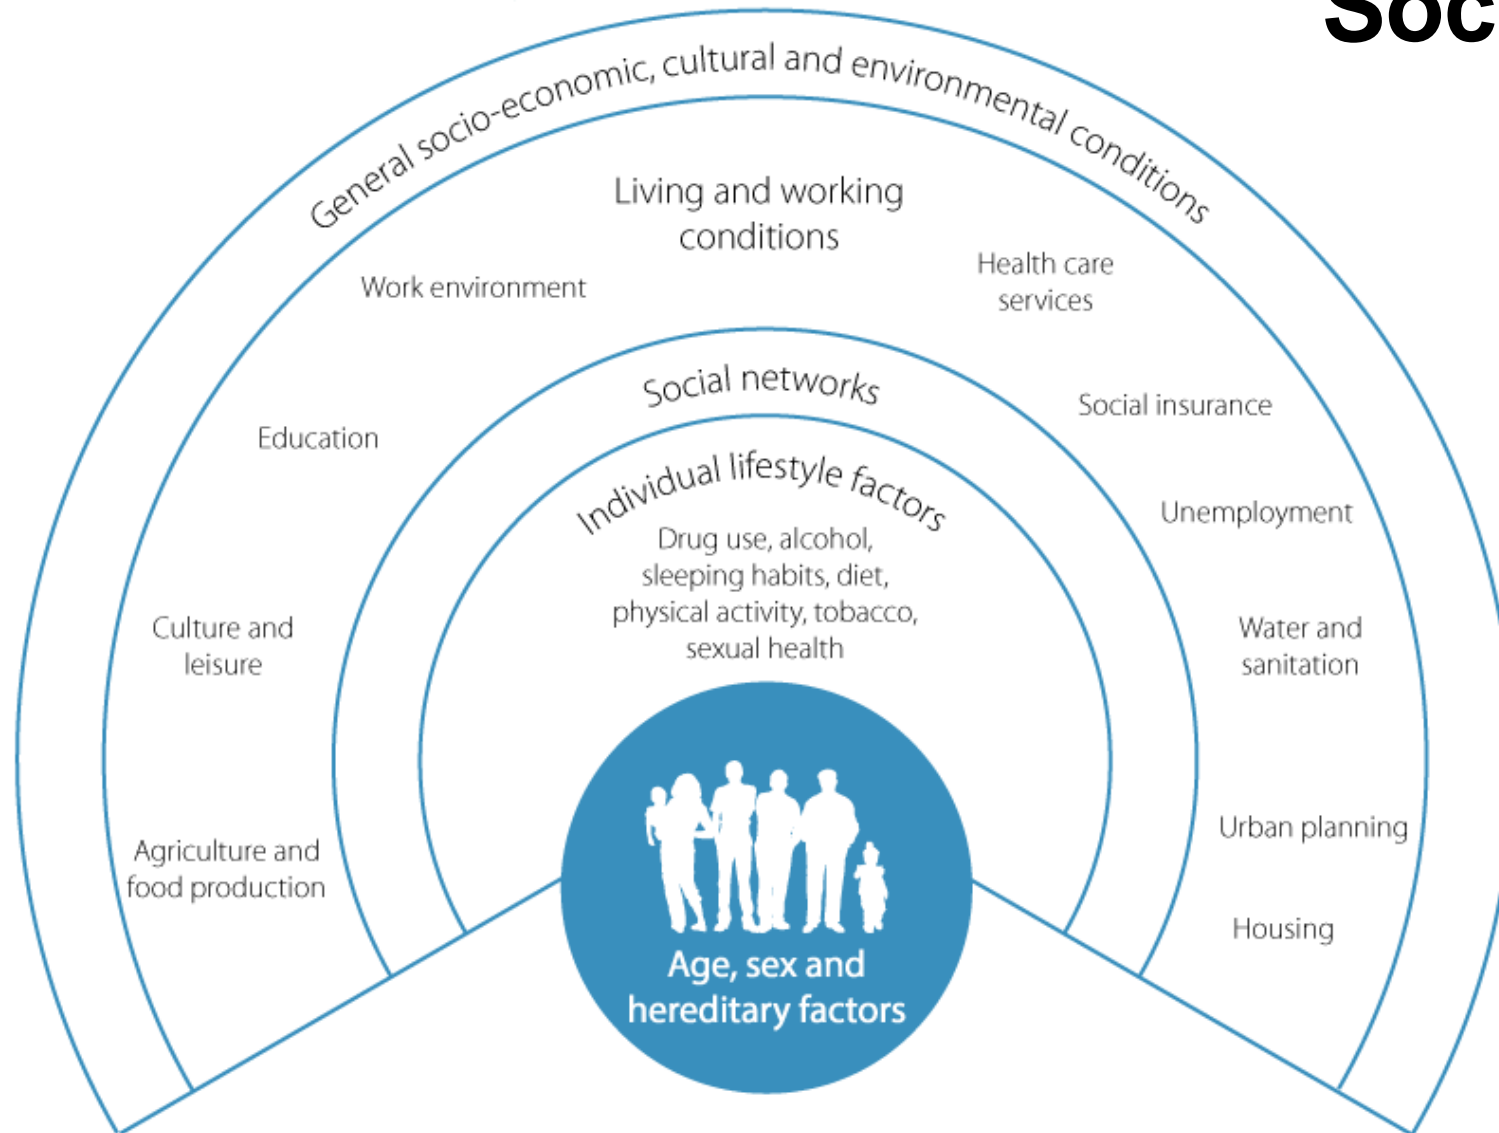 Soc
General socio-economic, cultural and environmental conditions
Living and working
conditions
Work environment
Health care
services
Social networks
Social insurance
Education
Individual lifestyle factors
Drug use, alcohol,
sleeping habits, diet,
physical activity, tobacco,
sexual health
Unemployment
Culture and
leisure
Water and
sanitation
Urban planning
Agriculture and
food production
Housing
Age, sex and
hereditary factors